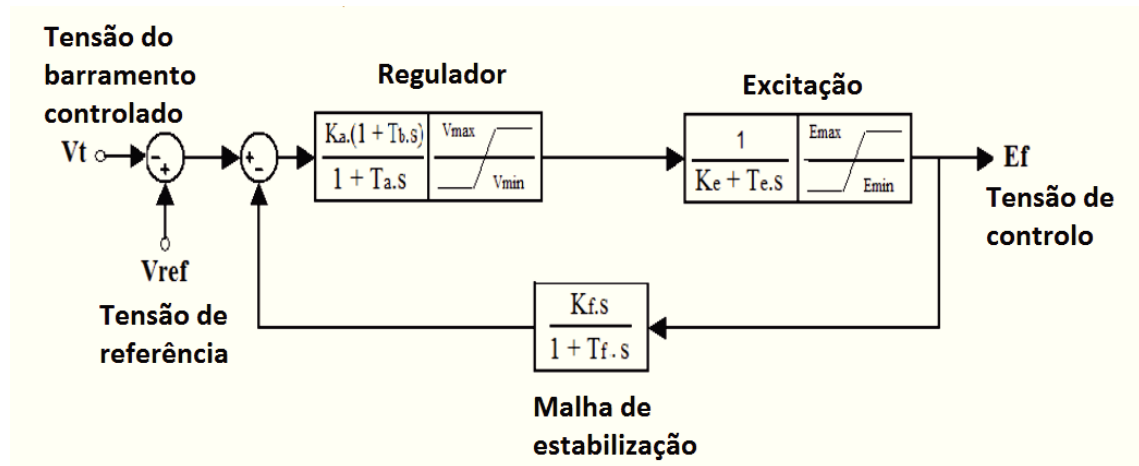 Tensão do
barramento
controlado
Vt
-
+
Vref
Tensão de
referência
+
-
Regulador
Ka.(1 + Tb.s)
1 + Ta.s
Vmax
Vmin
Excitação
1
Ke + Te.s
Emax
Emin
Ef
Tensão de
controlo
Kf.s
1 + Tf.s
Malha de
estabilização